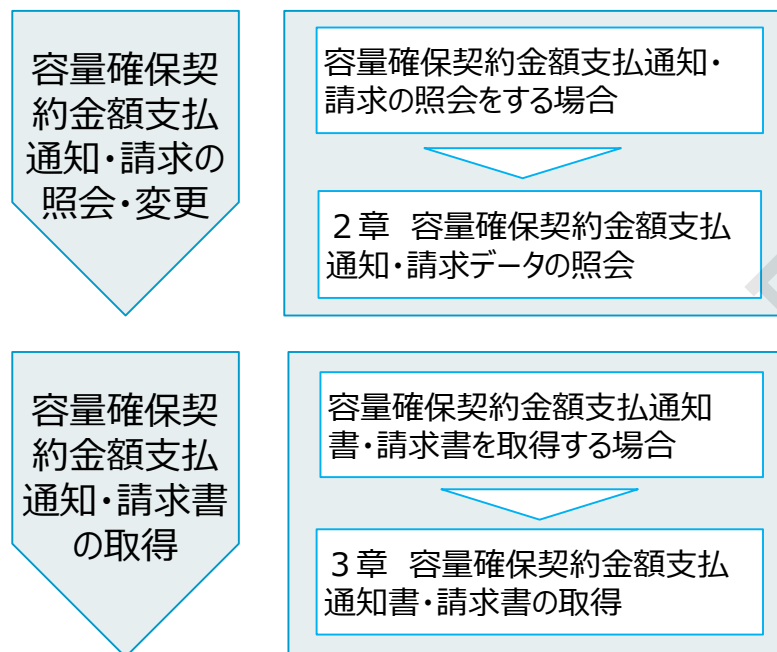 容量確保契
約金額支払
通知・請求の
照会・変更
容量確保契約金額支払通知・
請求の照会をする場合
２章 容量確保契約金額支払
通知・請求データの照会
容量確保契
約金額支払
通知・請求書
の取得
容量確保契約金額支払通知
書・請求書を取得する場合
３章 容量確保契約金額支払
通知書・請求書の取得